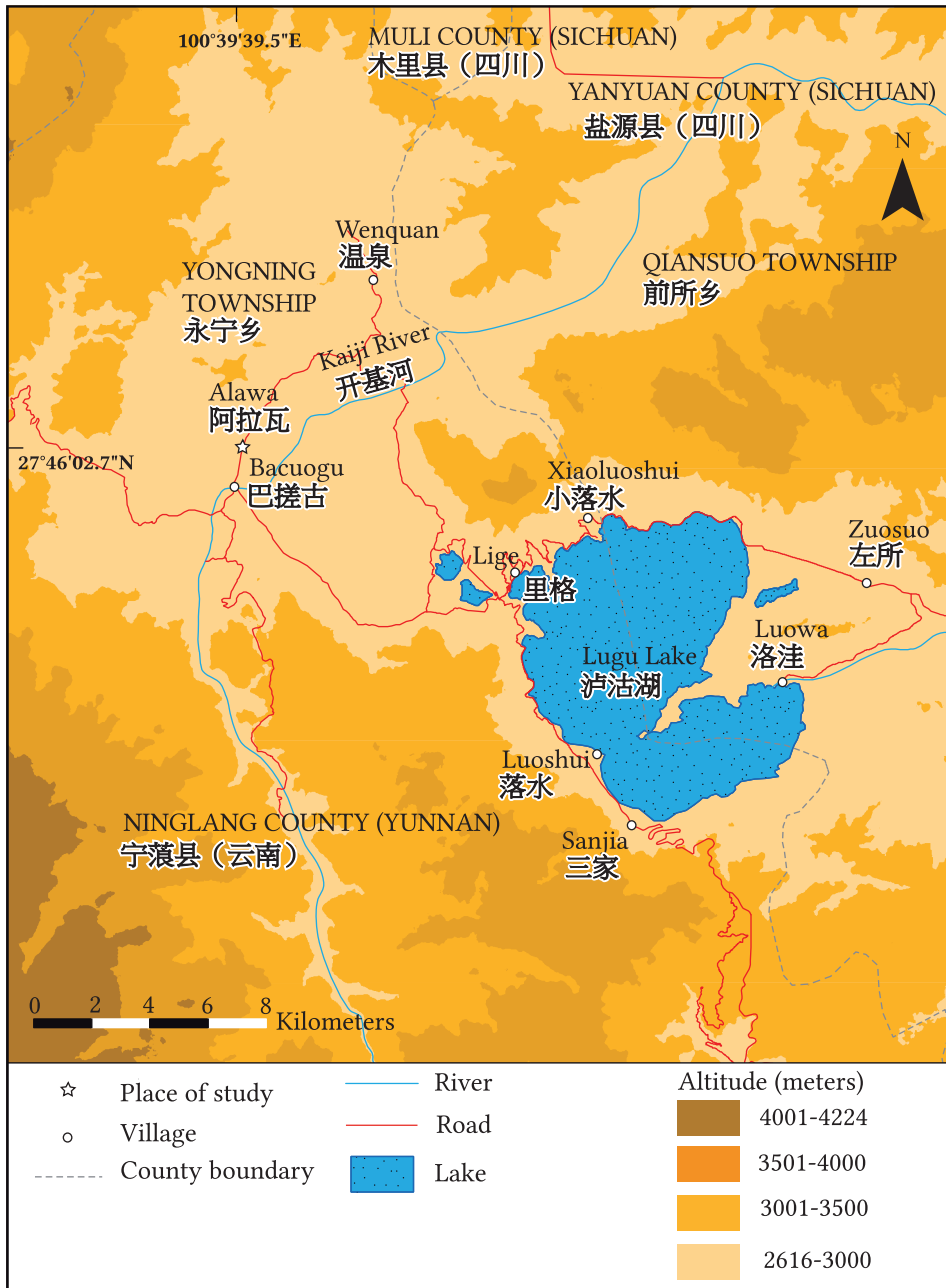 100°39'39.5"E
MULI COUNTY (SICHUAN)
木里县（四川）
YANYUAN COUNTY (SICHUAN)
盐源县（四川）
N
Wenquan
温泉
YONGNING
TOWNSHIP
永宁乡
QIANSUO TOWNSHIP
前所乡
Kaiji River
开基河
Alawa
阿拉瓦
27°46'02.7"N
Bacuogu
巴搓古
Xiaoluoshui
小落水
Zuosuo
左所
Lige
里格
Luowa
洛洼
Lugu Lake
泸沽湖
Luoshui
落水
NINGLANG COUNTY (YUNNAN)
宁蒗县（云南）
Sanjia
三家
0 2 4 6 8
Kilometers
Place of study
Village
County boundary
River
Road
Lake
Altitude (meters)
4001-4224
3501-4000
3001-3500
2616-3000